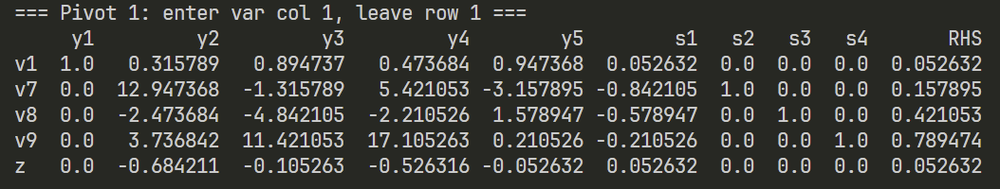 === Pivot 1: enter var col 1, leave row 1 ===
y1 y2 y3 y4 y5 s1 s2 s3 s4 RHS
v1 1.0 0.315789 0.894737 0.473684 0.947368 0.052632 0.0 0.0 0.0 0.052632
v7 0.0 12.947368 -1.315789 5.421053 -3.157895 -0.842105 1.0 0.0 0.0 0.157895
v8 0.0 -2.473684 -4.842105 -2.210526 1.578947 -0.578947 0.0 1.0 0.0 0.421053
v9 0.0 3.736842 11.421053 17.105263 0.210526 -0.210526 0.0 0.0 1.0 0.789474
z 0.0 -0.684211 -0.105263 -0.526316 -0.052632 0.052632 0.0 0.0 0.0 0.052632